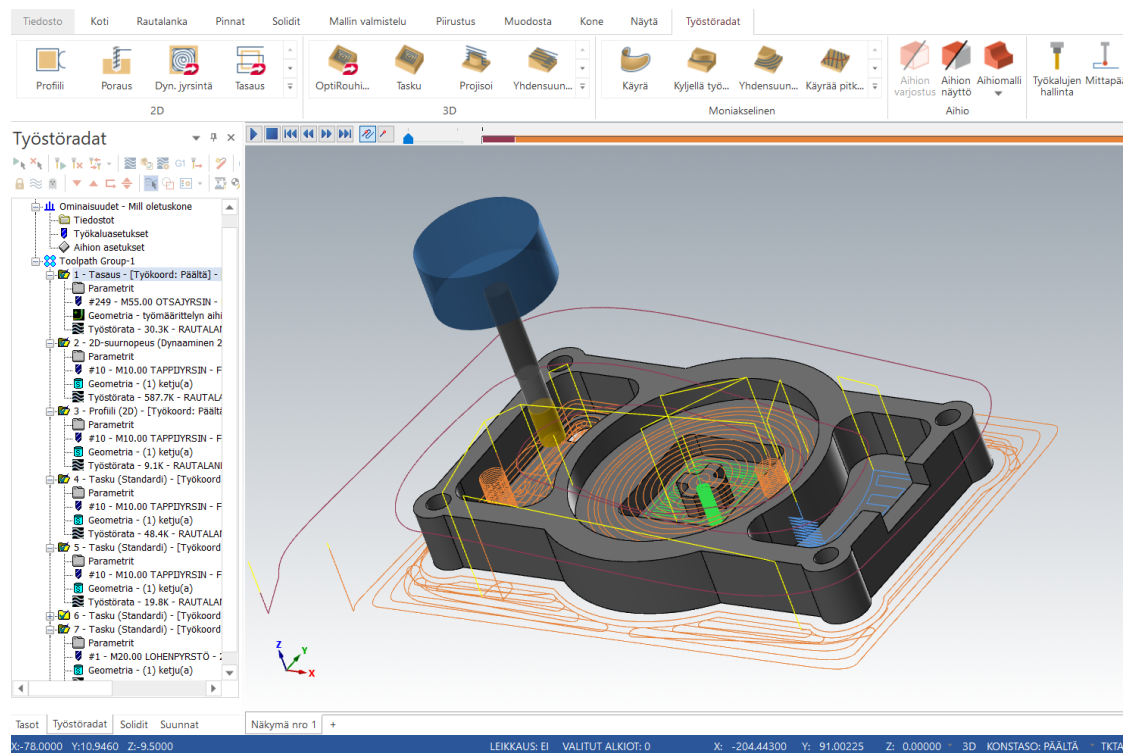 Tiedosto Koti Rautalanka Pinnat Solidit Mallin valmistelu Piirustus Muodosta Kone Näytä Työstöradat
Profiili Poraus Dyn. jyrsintä Tasaus OptiRouhi... Tasku Projisoi Yhdensuun... Käyrä Kyljellä työ... Yhdensuun... Käyrää pitk... Aihion varjostus Aihion näyttö Aihiomalli Työkalujen hallinta Mittapää
2D 3D Moniakselinen Aihio
Työstöradat
G1
Ominaisuudet - Mill oletuskone
Tiedostot
Työkaluasetukset
Aihion asetukset
Toolpath Group-1
1 - Tasaus - [Työkoord: Päältä] -
Parametrit
#249 - M55.00 OTSAJYRSIN -
Geometria - työmäärittelyn aihi
Työstörata - 30.3K - RAUTALAI
2 - 2D-suurnopeus (Dynaaminen 2
Parametrit
#10 - M10.00 TAPPIJYRSIN - F
Geometria - (1) ketju(a)
Työstörata - 587.7K - RAUTALA
3 - Profiili (2D) - [Työkoord: Päältä
Parametrit
#10 - M10.00 TAPPIJYRSIN - F
Geometria - (1) ketju(a)
Työstörata - 9.1K - RAUTALANI
4 - Tasku (Standardi) - [Työkoord
Parametrit
#10 - M10.00 TAPPIJYRSIN - F
Geometria - (1) ketju(a)
Työstörata - 48.4K - RAUTALAI
5 - Tasku (Standardi) - [Työkoord
Parametrit
#10 - M10.00 TAPPIJYRSIN - F
Geometria - (1) ketju(a)
Työstörata - 19.8K - RAUTALAI
6 - Tasku (Standardi) - [Työkoord
7 - Tasku (Standardi) - [Työkoord
Parametrit
#1 - M20.00 LOHENPYRSTÖ - 2
Geometria - (1) ketju(a)
Z Y X
Tasot Työstöradat Solidit Suunnat Näkymä nro 1 +
X:-78.0000 Y:10.9460 Z:-9.5000 LEIKKAUS: EI VALITUT ALKIOT: 0 X: -204.44300 Y: 91.00225 Z: 0.00000 3D KONSTASO: PÄÄLTÄ TKTA